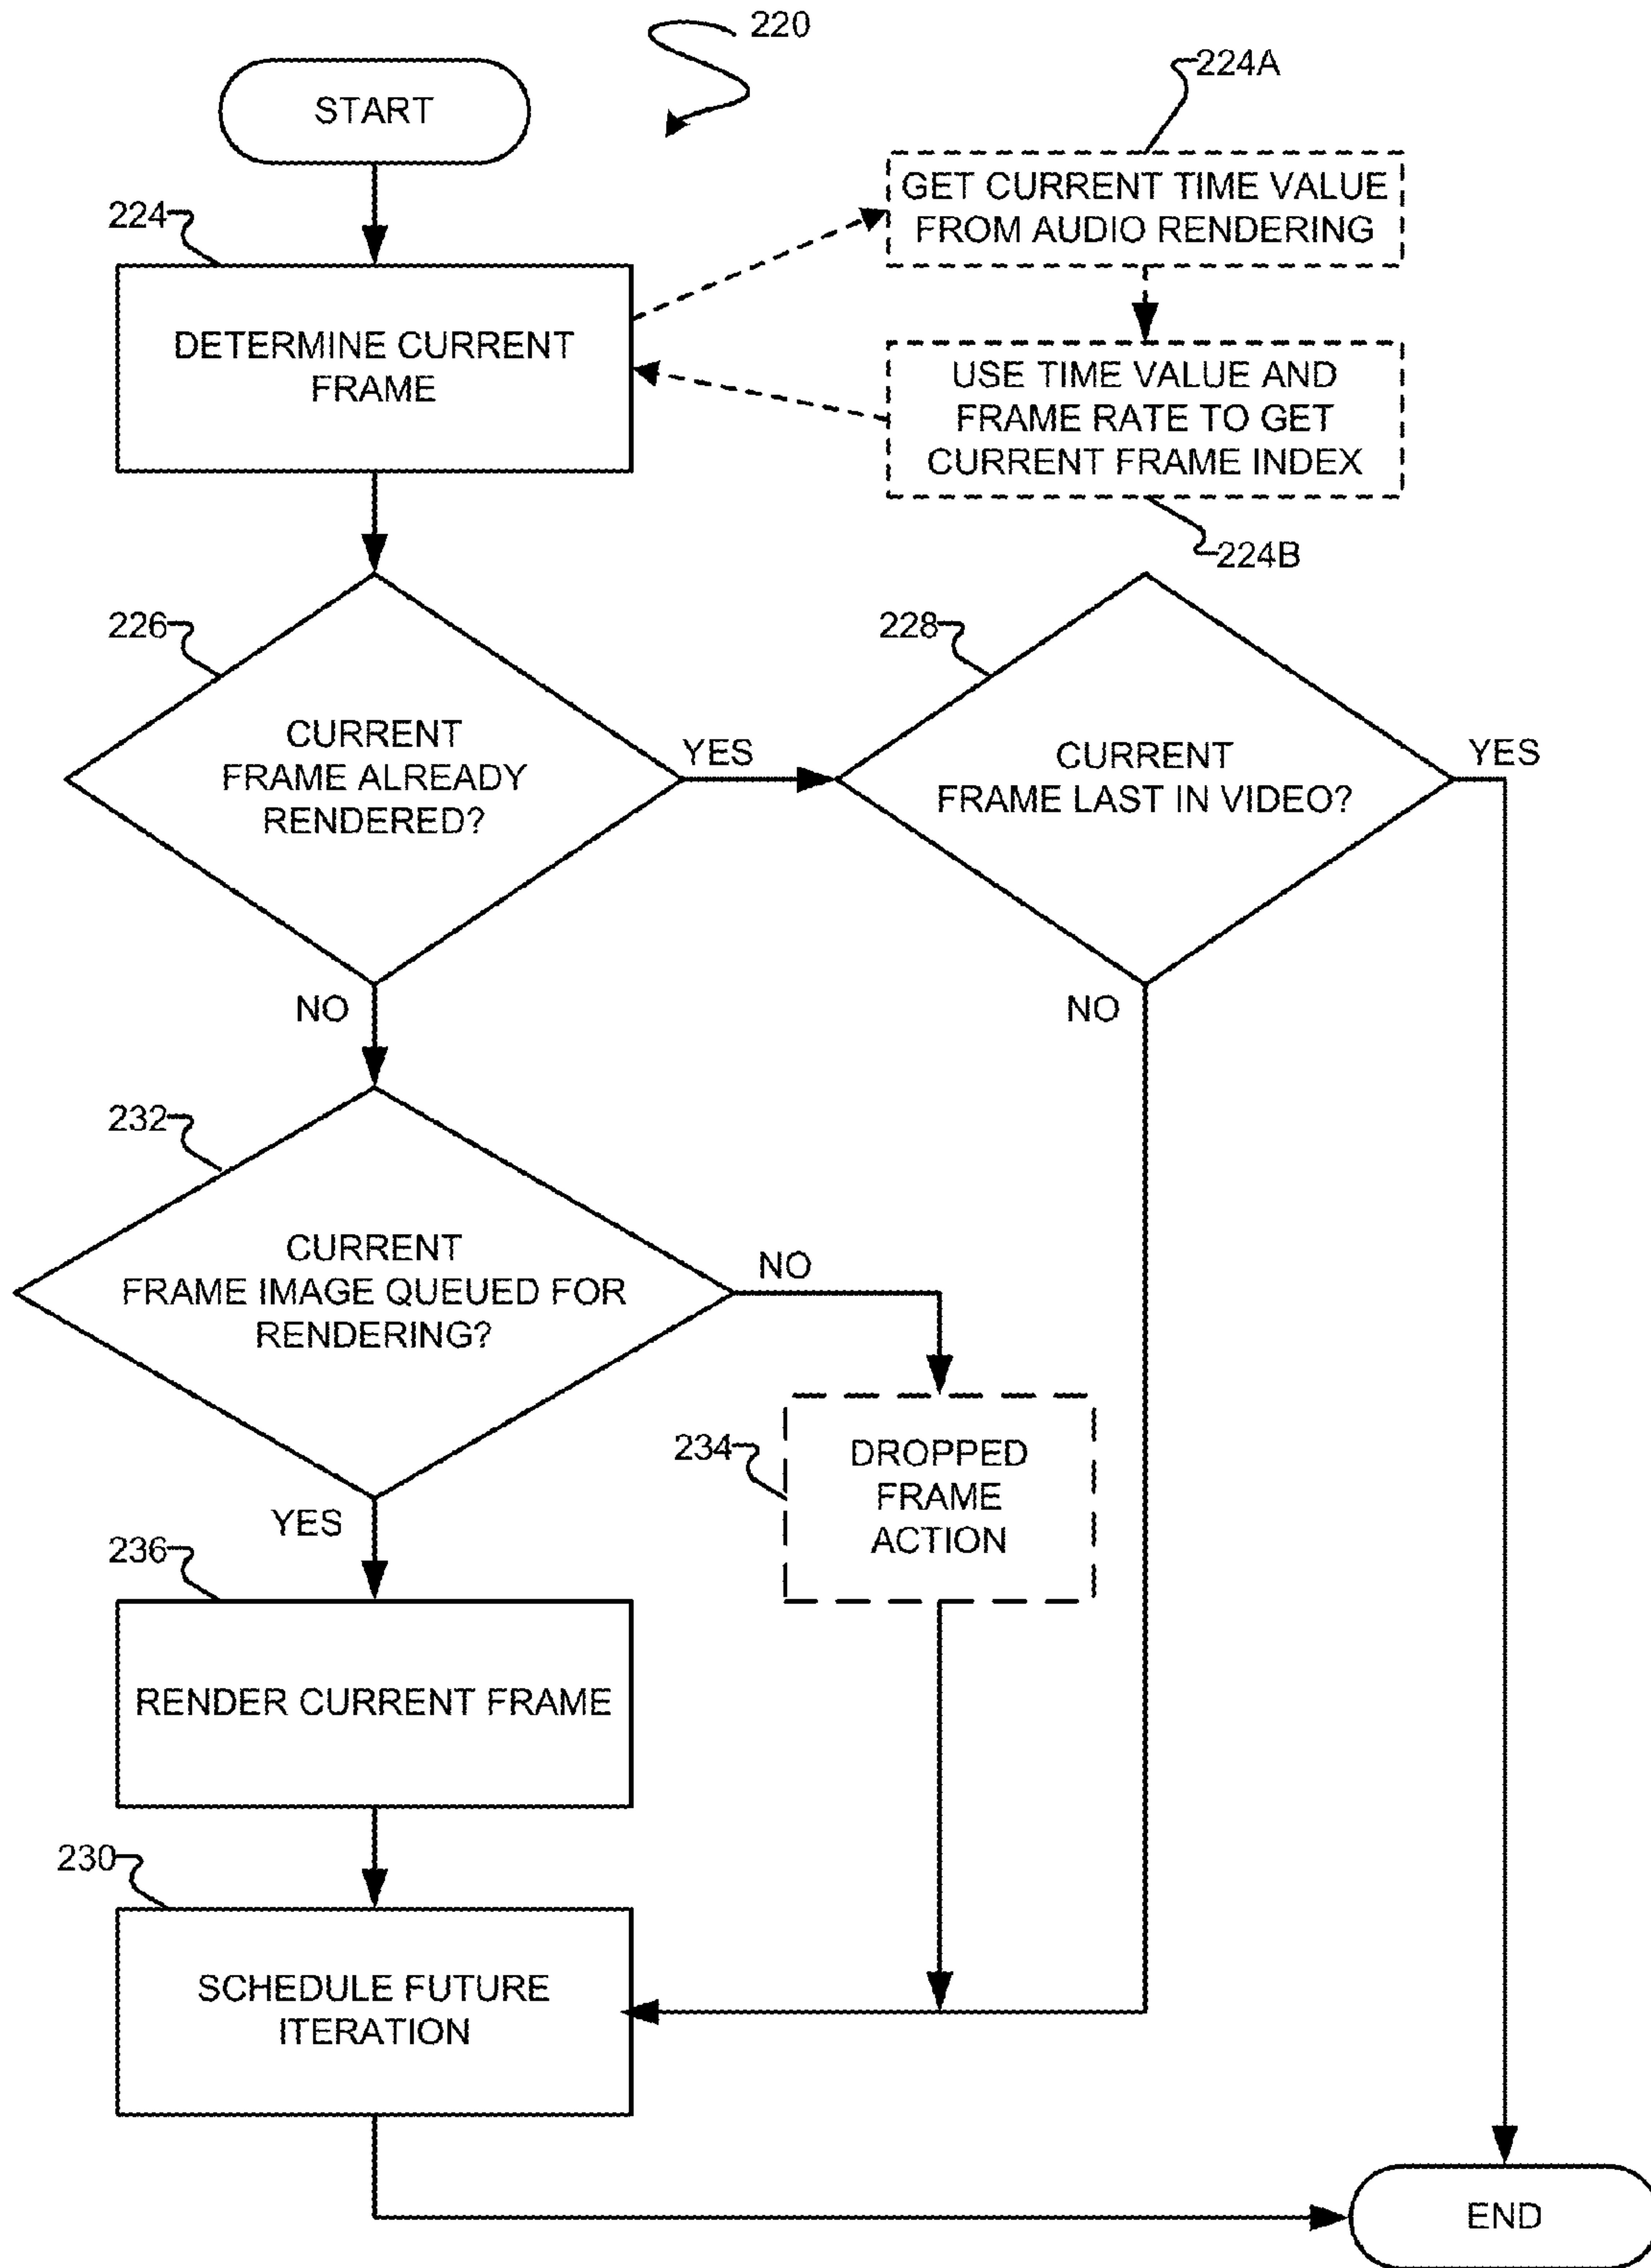 220
START
224A
GET CURRENT TIME VALUE
FROM AUDIO RENDERING
224
DETERMINE CURRENT
FRAME
USE TIME VALUE AND
FRAME RATE TO GET
CURRENT FRAME INDEX
224B
226
CURRENT
FRAME ALREADY
RENDERED?
YES
228
CURRENT
FRAME LAST IN VIDEO?
YES
NO
NO
232
CURRENT
FRAME IMAGE QUEUED FOR
RENDERING?
NO
YES
234
DROPPED
FRAME
ACTION
236
RENDER CURRENT FRAME
230
SCHEDULE FUTURE
ITERATION
END